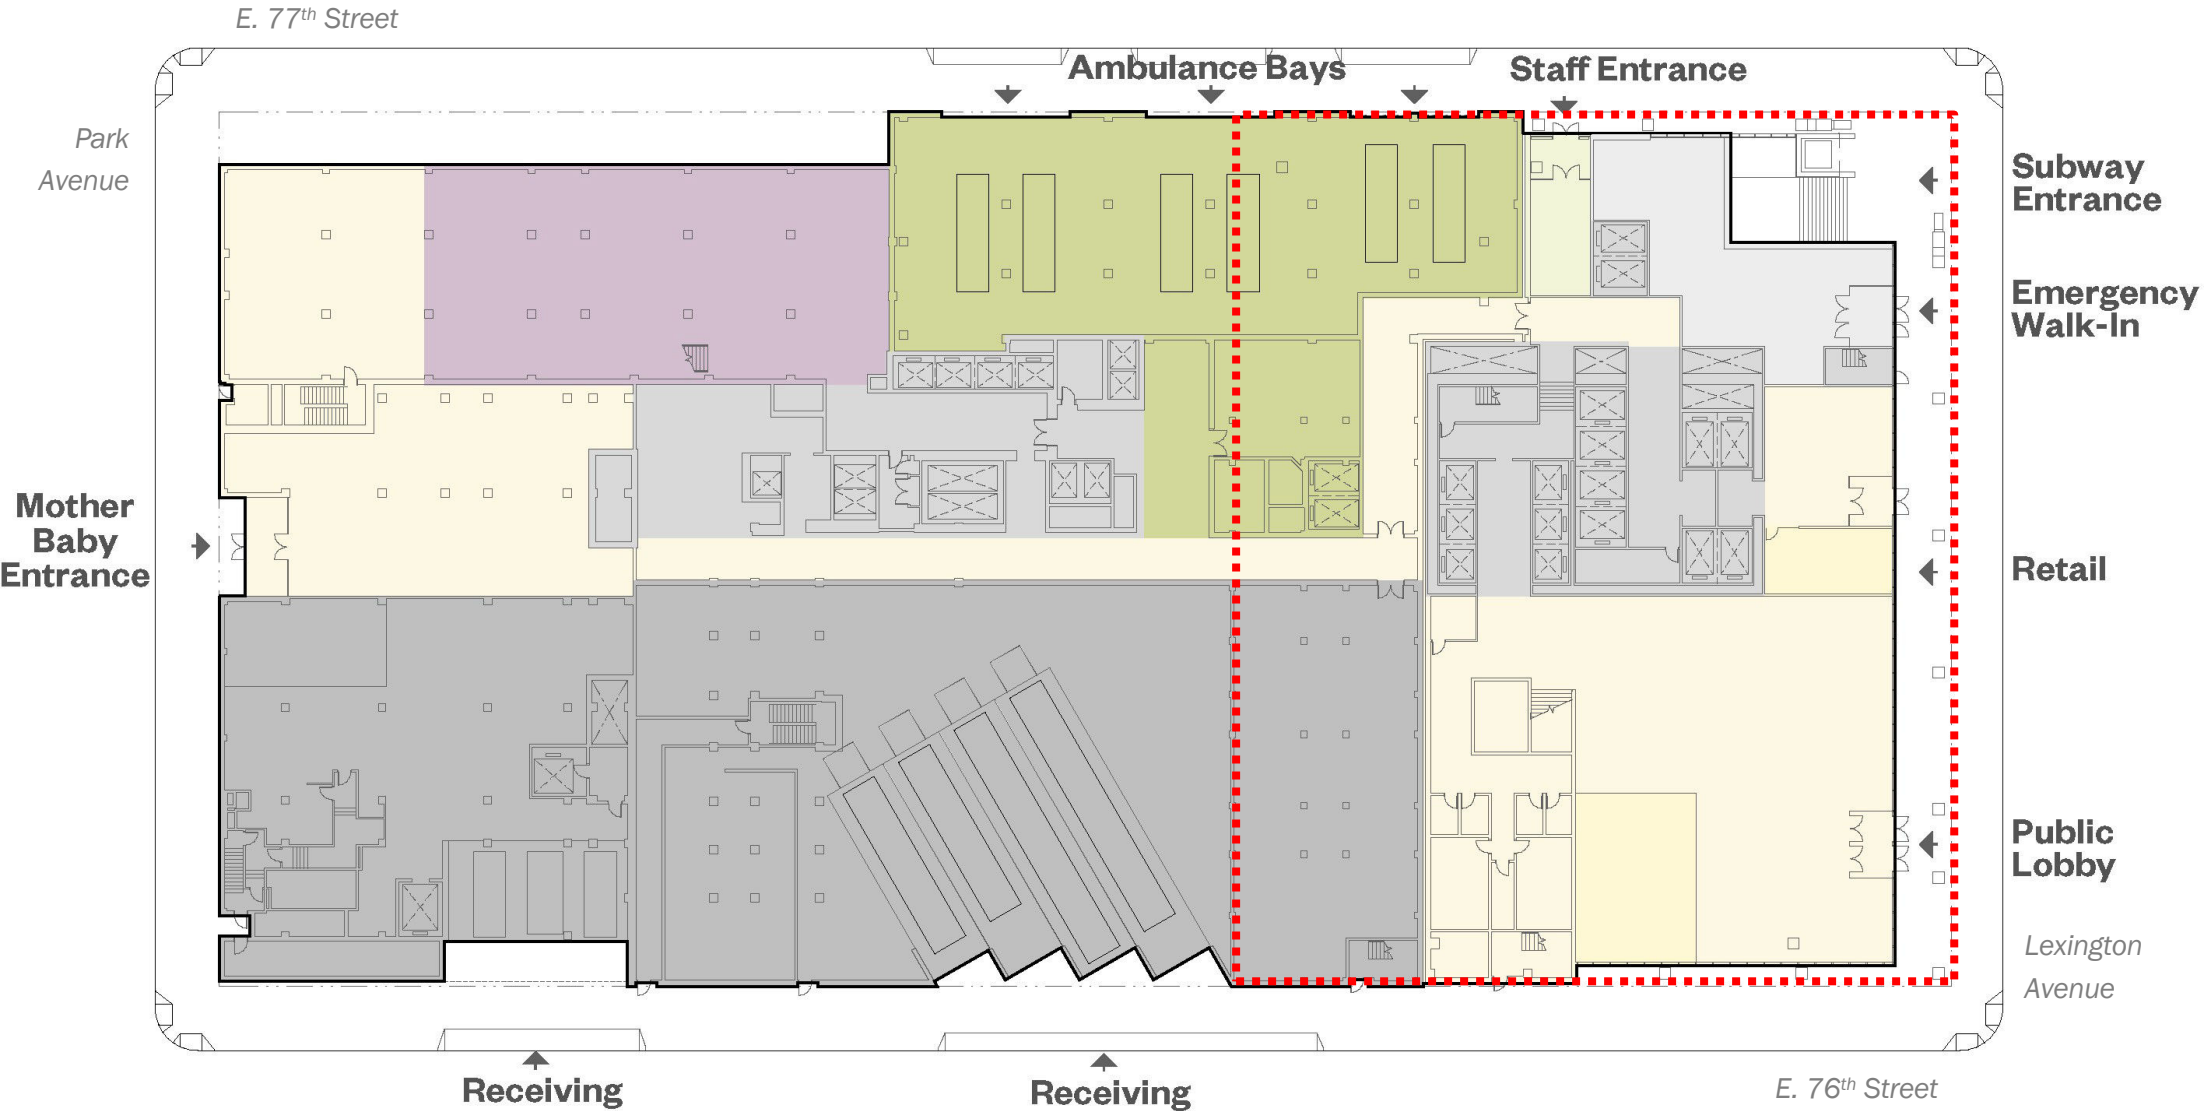 E. 77th Street
Ambulance Bays
Staff Entrance
Park
Avenue
Subway
Entrance
Emergency
Walk-In
Mother
Baby
Entrance
Retail
Public
Lobby
Lexington
Avenue
Receiving
Receiving
E. 76th Street